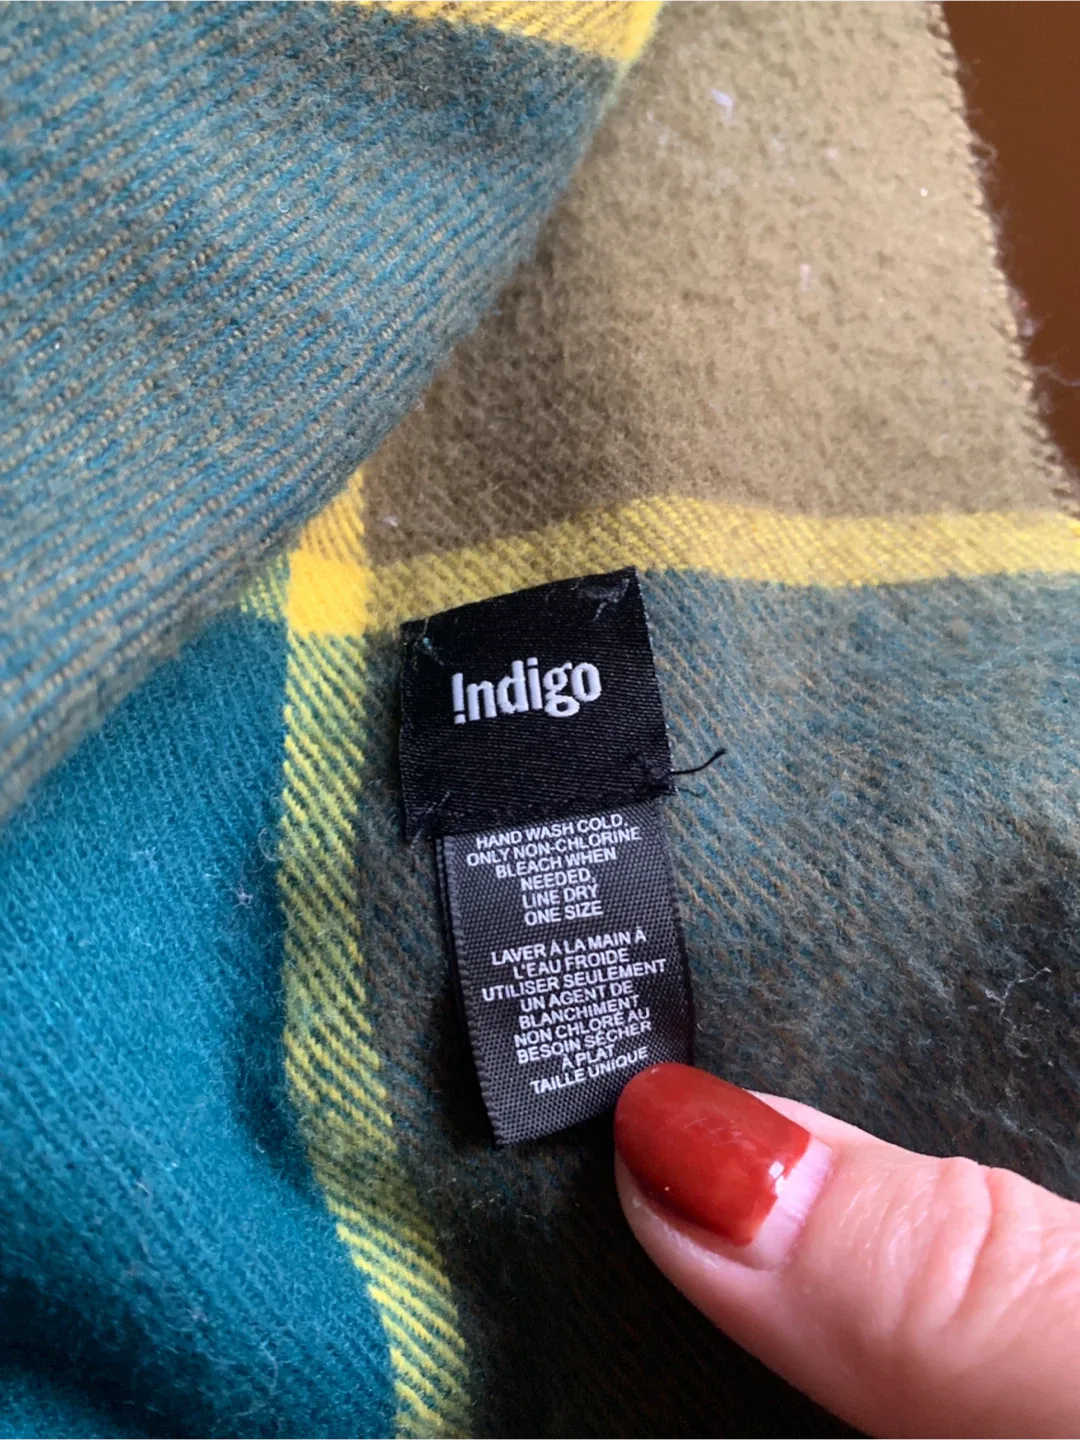 !ndigo
HAND WASH COLD,
ONLY NON-CHLORINE
BLEACH WHEN
NEEDED,
LINE DRY
ONE SIZE
LAVER À LA MAIN À
L'EAU FROIDE
UTILISER SEULEMENT
UN AGENT DE
BLANCHIMENT
NON CHLORÉ AU
BESOIN SÉCHER
À PLAT
TAILLE UNIQUE